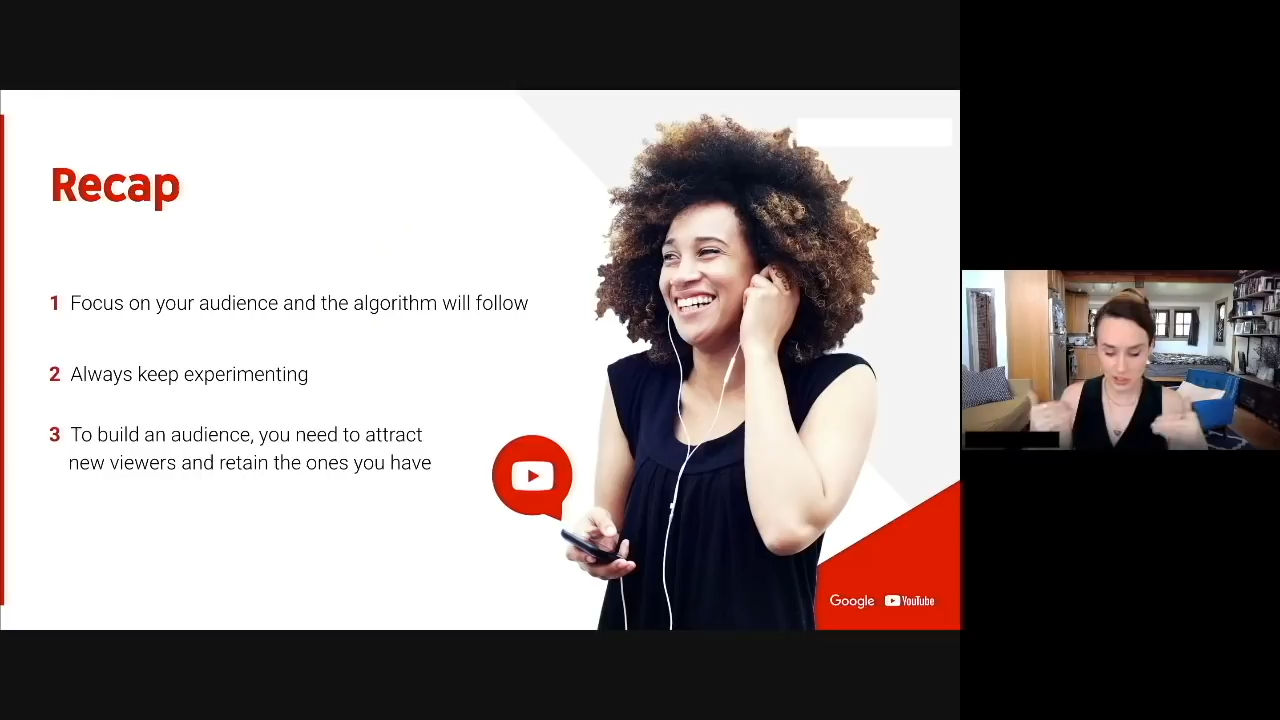 Recap
1 Focus on your audience and the algorithm will follow
2 Always keep experimenting
3 To build an audience, you need to attract
new viewers and retain the ones you have
Google YouTube